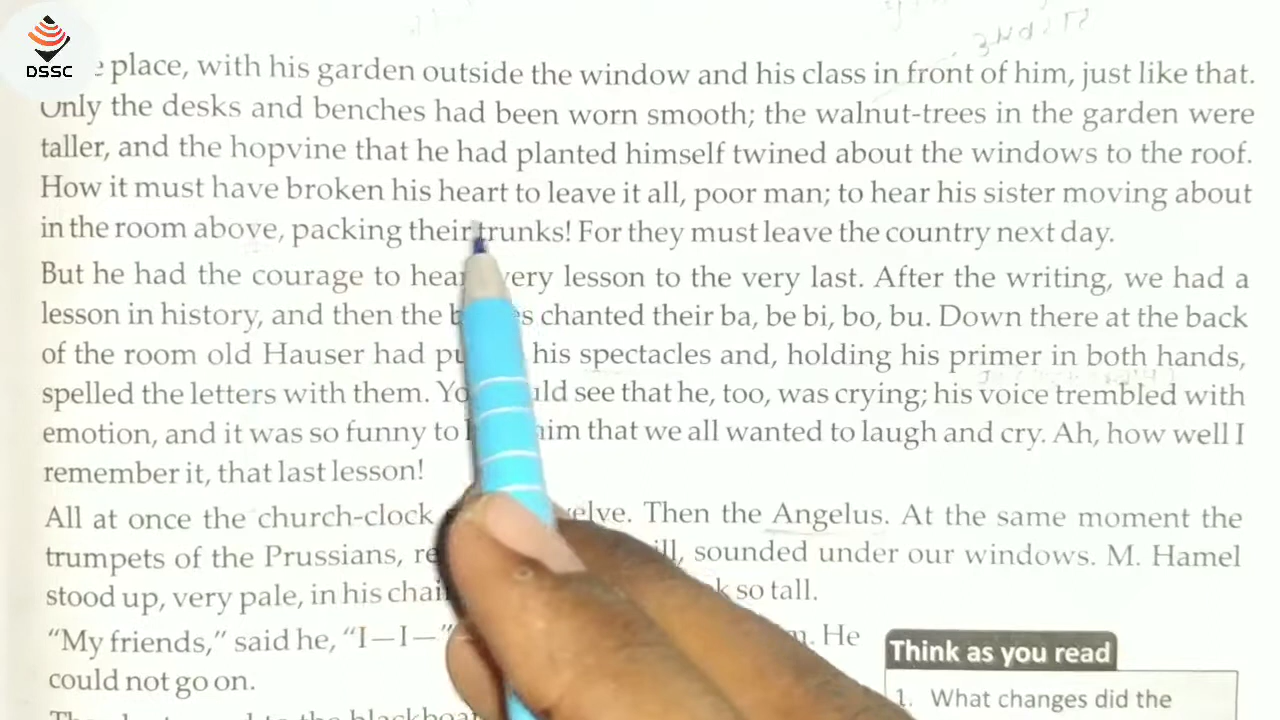 DSSC
place, with his garden outside the window and his class in front of him, just like that.
Only the desks and benches had been worn smooth; the walnut-trees in the garden were
taller, and the hopvine that he had planted himself twined about the windows to the roof.
How it must have broken his heart to leave it all, poor man; to hear his sister moving about
in the room above, packing their trunks! For they must leave the country next day.
But he had the courage to hear every lesson to the very last. After the writing, we had a
lesson in history, and then the chanted their ba, be bi, bo, bu. Down there at the back
of the room old Hauser had his spectacles and, holding his primer in both hands,
spelled the letters with them. You could see that he, too, was crying; his voice trembled with
emotion, and it was so funny to him that we all wanted to laugh and cry. Ah, how well I
remember it, that last lesson!
All at once the church-clock twelve. Then the Angelus. At the same moment the
trumpets of the Prussians, sounded under our windows. M. Hamel
stood up, very pale, in his chair so tall.
“My friends,” said he, “I—I—” He
could not go on.
Think as you read
1. What changes did the